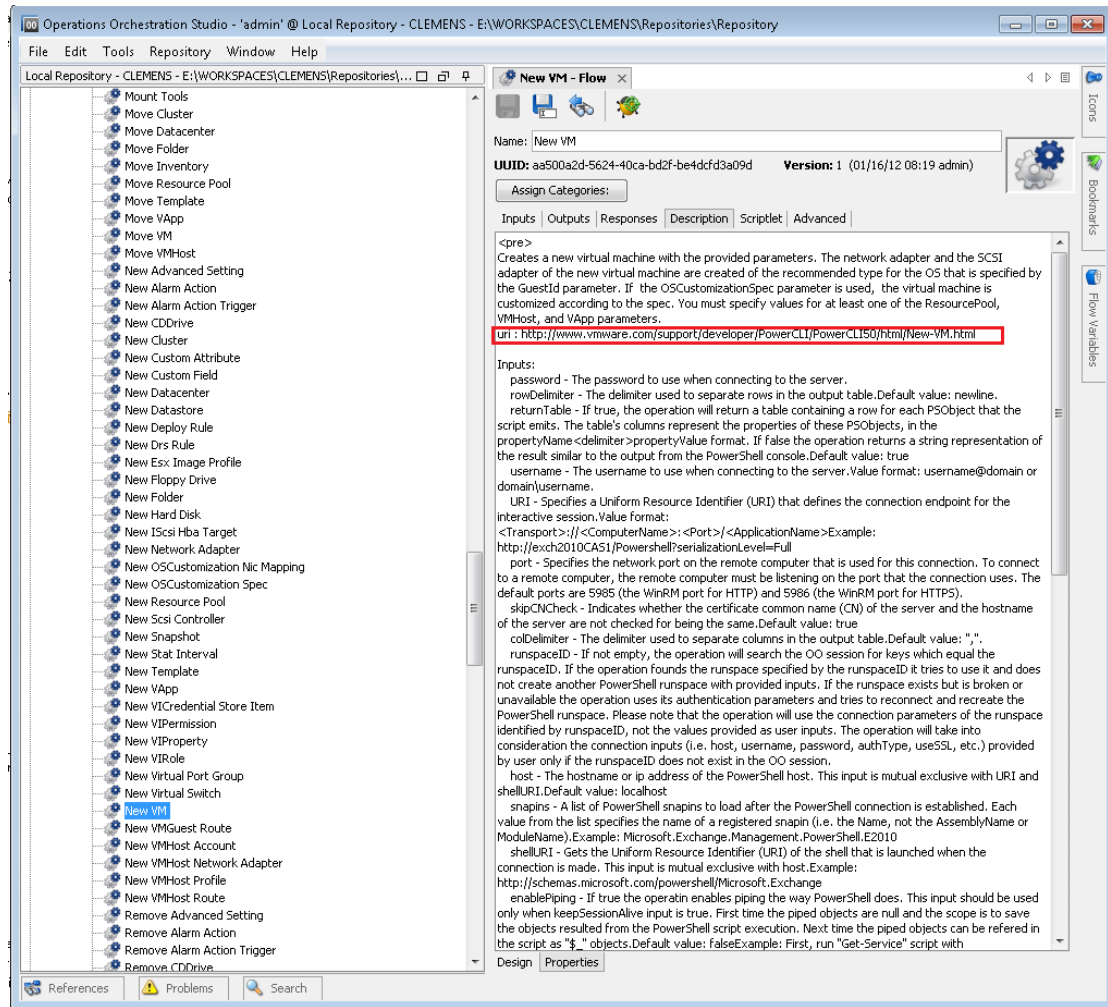 Operations Orchestration Studio - 'admin' @ Local Repository - CLEMENS - E:\WORKSPACES\CLEMENS\Repositories\Repository
File Edit Tools Repository Window Help
Local Repository - CLEMENS - E:\WORKSPACES\CLEMENS\Repositories\...
Mount Tools
Move Cluster
Move Datacenter
Move Folder
Move Inventory
Move Resource Pool
Move Template
Move VApp
Move VM
Move VMHost
New Advanced Setting
New Alarm Action
New Alarm Action Trigger
New CDDrive
New Cluster
New Custom Attribute
New Custom Field
New Datacenter
New Datastore
New Deploy Rule
New Drs Rule
New Esx Image Profile
New Floppy Drive
New Folder
New Hard Disk
New IScsi Hba Target
New Network Adapter
New OSCustomization Nic Mapping
New OSCustomization Spec
New Resource Pool
New Scsi Controller
New Snapshot
New Stat Interval
New Template
New VApp
New VICredential Store Item
New VIPermission
New VIProperty
New VIRole
New Virtual Port Group
New Virtual Switch
New VM
New VMGuest Route
New VMHost Account
New VMHost Network Adapter
New VMHost Profile
New VMHost Route
Remove Advanced Setting
Remove Alarm Action
Remove Alarm Action Trigger
Remove CDDrive
References Problems Search
New VM - Flow
Name: New VM
UUID: aa500a2d-5624-40ca-bd2f-be4dcfd3a09d Version: 1 (01/16/12 08:19 admin)
Assign Categories:
Inputs Outputs Responses Description Scriptlet Advanced
<pre>
Creates a new virtual machine with the provided parameters. The network adapter and the SCSI
adapter of the new virtual machine are created of the recommended type for the OS that is specified by
the GuestId parameter. If the OSCustomizationSpec parameter is used, the virtual machine is
customized according to the spec. You must specify values for at least one of the ResourcePool,
VMHost, and VApp parameters.
uri : http://www.vmware.com/support/developer/PowerCLI/PowerCLI50/html/New-VM.html
Inputs:
password - The password to use when connecting to the server.
rowDelimiter - The delimiter used to separate rows in the output table.Default value: newline.
returnTable - If true, the operation will return a table containing a row for each PSObject that the
script emits. The table's columns represent the properties of these PSObjects, in the
propertyName<delimiter>propertyValue format. If false the operation returns a string representation of
the result similar to the output from the PowerShell console.Default value: true
username - The username to use when connecting to the server.Value format: username@domain or
domain\username.
URI - Specifies a Uniform Resource Identifier (URI) that defines the connection endpoint for the
interactive session.Value format:
<Transport>://<ComputerName>:<Port>/<ApplicationName>Example:
http://exch2010CAS1/Powershell?serializationLevel=Full
port - Specifies the network port on the remote computer that is used for this connection. To connect
to a remote computer, the remote computer must be listening on the port that the connection uses. The
default ports are 5985 (the WinRM port for HTTP) and 5986 (the WinRM port for HTTPS).
skipCNCheck - Indicates whether the certificate common name (CN) of the server and the hostname
of the server are not checked for being the same.Default value: true
colDelimiter - The delimiter used to separate columns in the output table.Default value: ",".
runspaceID - If not empty, the operation will search the OO session for keys which equal the
runspaceID. If the operation founds the runspace specified by the runspaceID it tries to use it and does
not create another PowerShell runspace with provided inputs. If the runspace exists but is broken or
unavailable the operation uses its authentication parameters and tries to reconnect and recreate the
PowerShell runspace. Please note that the operation will use the connection parameters of the runspace
identified by runspaceID, not the values provided as user inputs. The operation will take into
consideration the connection inputs (i.e. host, username, password, authType, useSSL, etc.) provided
by user only if the runspaceID does not exist in the OO session.
host - The hostname or ip address of the PowerShell host. This input is mutual exclusive with URI and
shellURI.Default value: localhost
snapins - A list of PowerShell snapins to load after the PowerShell connection is established. Each
value from the list specifies the name of a registered snapin (i.e. the Name, not the AssemblyName or
ModuleName).Example: Microsoft.Exchange.Management.PowerShell.E2010
shellURI - Gets the Uniform Resource Identifier (URI) of the shell that is launched when the
connection is made. This input is mutual exclusive with host.Example:
http://schemas.microsoft.com/powershell/Microsoft.Exchange
enablePiping - If true the operatin enables piping the way PowerShell does. This input should be used
only when keepSessionAlive input is true. First time the piped objects are null and the scope is to save
the objects resulted from the PowerShell script execution. Next time the piped objects can be refered in
the script as "$_" objects.Default value: falseExample: First, run "Get-Service" script with
Design Properties
Icons
Bookmarks
Flow Variables